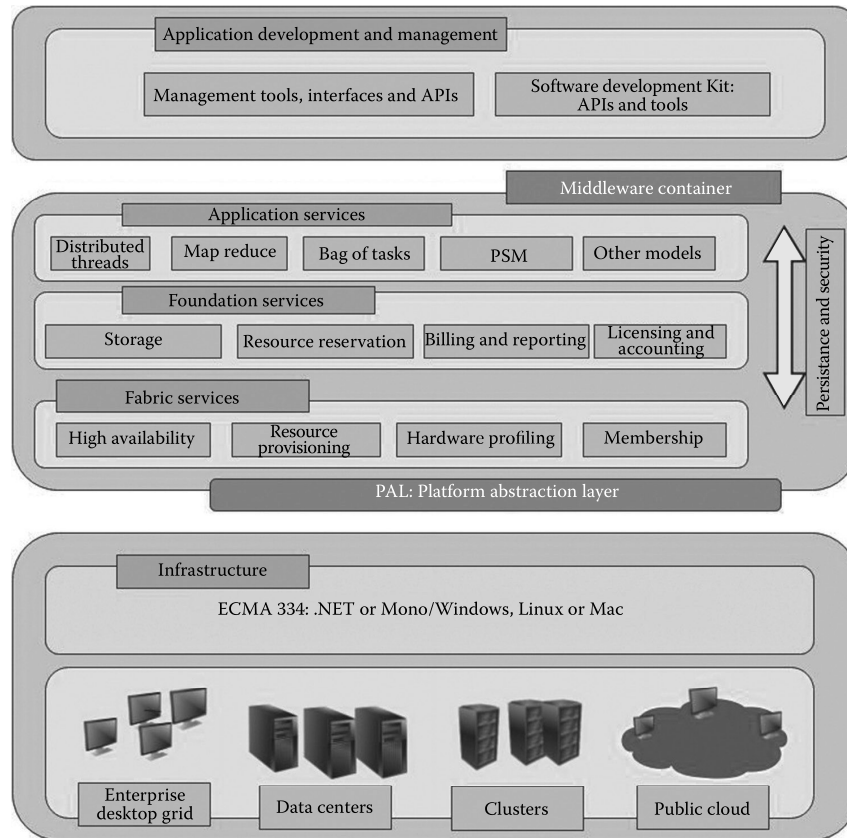 Application development and management
Management tools, interfaces and APIs
Software development Kit:
APIs and tools
Middleware container
Application services
Distributed
threads
Map reduce
Bag of tasks
PSM
Other models
Foundation services
Storage
Resource reservation
Billing and reporting
Licensing and
accounting
Persistance and security
Fabric services
High availability
Resource
provisioning
Hardware profiling
Membership
PAL: Platform abstraction layer
Infrastructure
ECMA 334: .NET or Mono/Windows, Linux or Mac
Enterprise
desktop grid
Data centers
Clusters
Public cloud